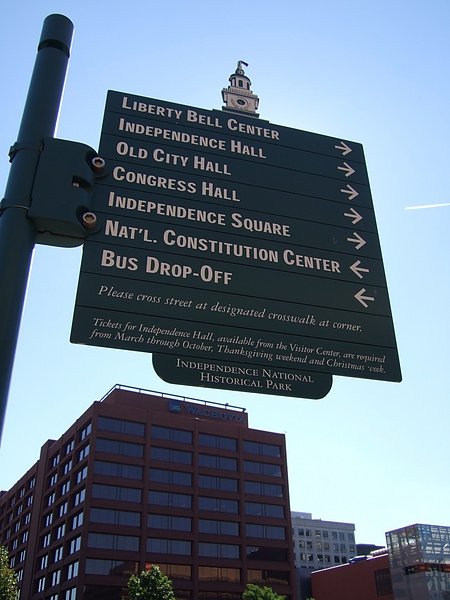 LIBERTY BELL CENTER
INDEPENDENCE HALL
OLD CITY HALL
CONGRESS HALL
INDEPENDENCE SQUARE
NAT'L. CONSTITUTION CENTER
BUS DROP-OFF
Please cross street at designated crosswalk at corner.
Tickets for Independence Hall, available from the Visitor Center, are required
from March through October, Thanksgiving weekend and Christmas week.
INDEPENDENCE NATIONAL
HISTORICAL PARK
WACHOVIA